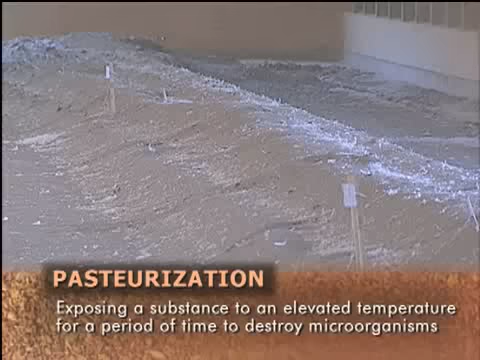 PASTEURIZATION
Exposing a substance to an elevated temperature
for a period of time to destroy microorganisms